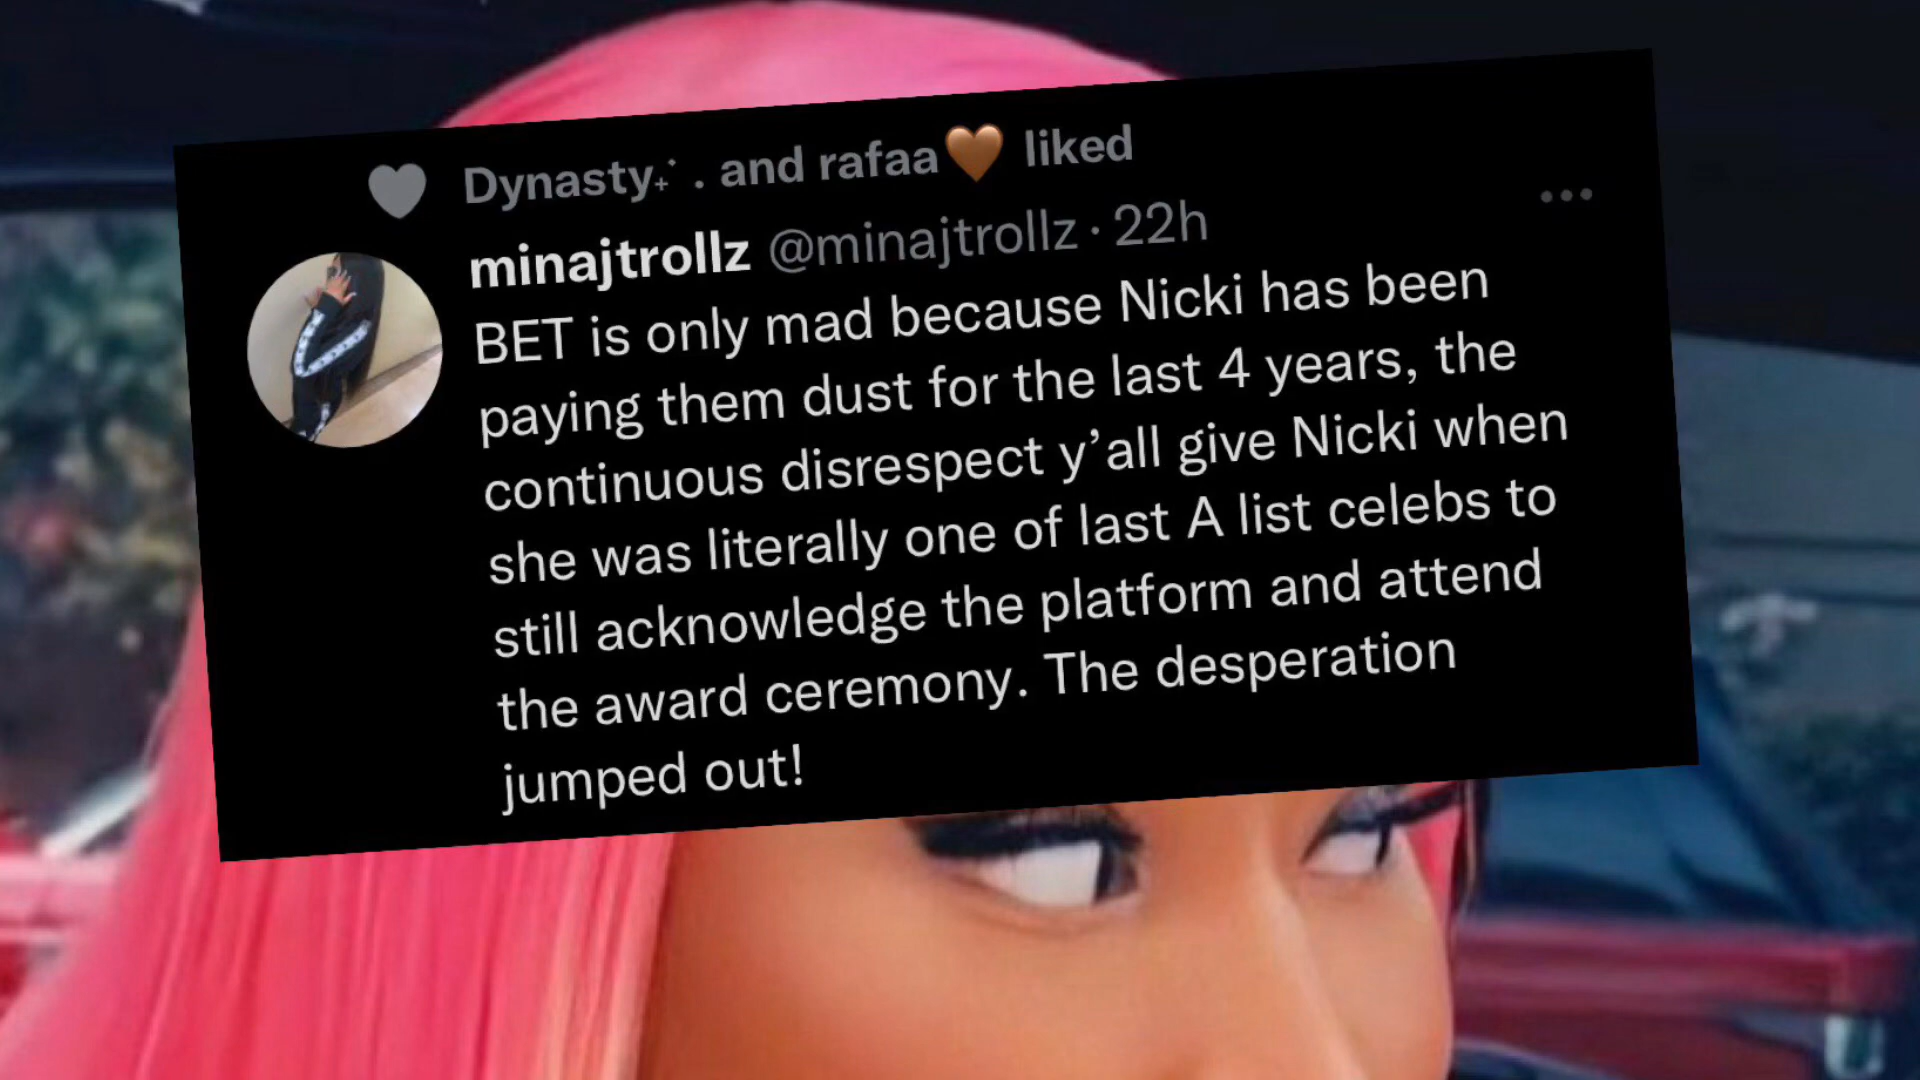 Dynasty₊˚. and rafaa🧡 liked
minajtrollz @minajtrollz · 22h
BET is only mad because Nicki has been
paying them dust for the last 4 years, the
continuous disrespect y’all give Nicki when
she was literally one of last A list celebs to
still acknowledge the platform and attend
the award ceremony. The desperation
jumped out!